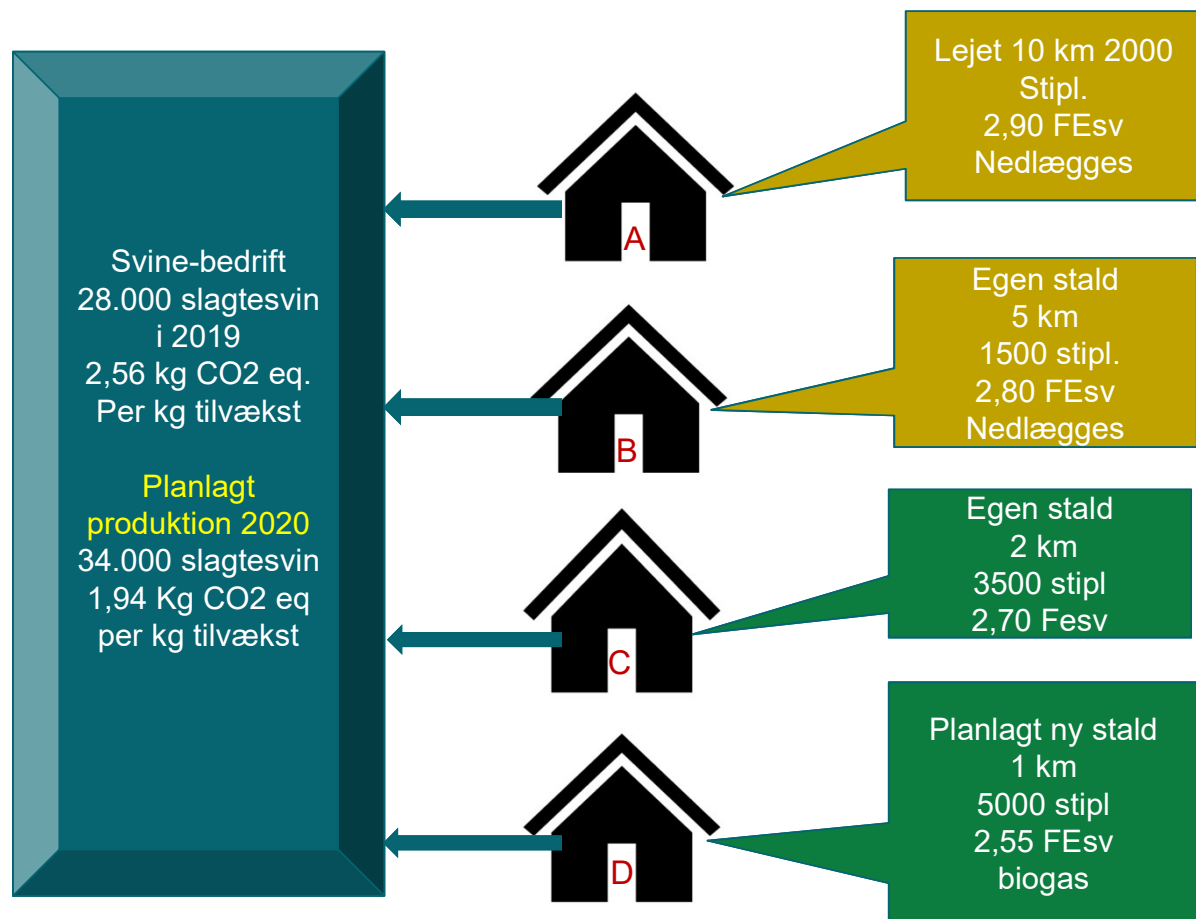 Svine-bedrift
28.000 slagtesvin
i 2019
2,56 kg CO2 eq.
Per kg tilvækst
Planlagt
produktion 2020
34.000 slagtesvin
1,94 Kg CO2 eq
per kg tilvækst
A
Lejet 10 km 2000
Stipl.
2,90 FEsv
Nedlægges
B
Egen stald
5 km
1500 stipl.
2,80 FEsv
Nedlægges
C
Egen stald
2 km
3500 stipl
2,70 Fesv
D
Planlagt ny stald
1 km
5000 stipl
2,55 FEsv
biogas